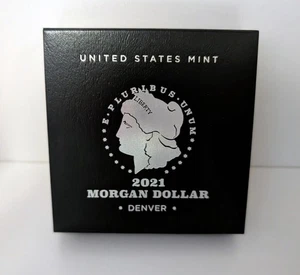 UNITED STATES MINT
E · PLURIBUS · UNUM
LIBERTY
2021
MORGAN DOLLAR
· DENVER ·